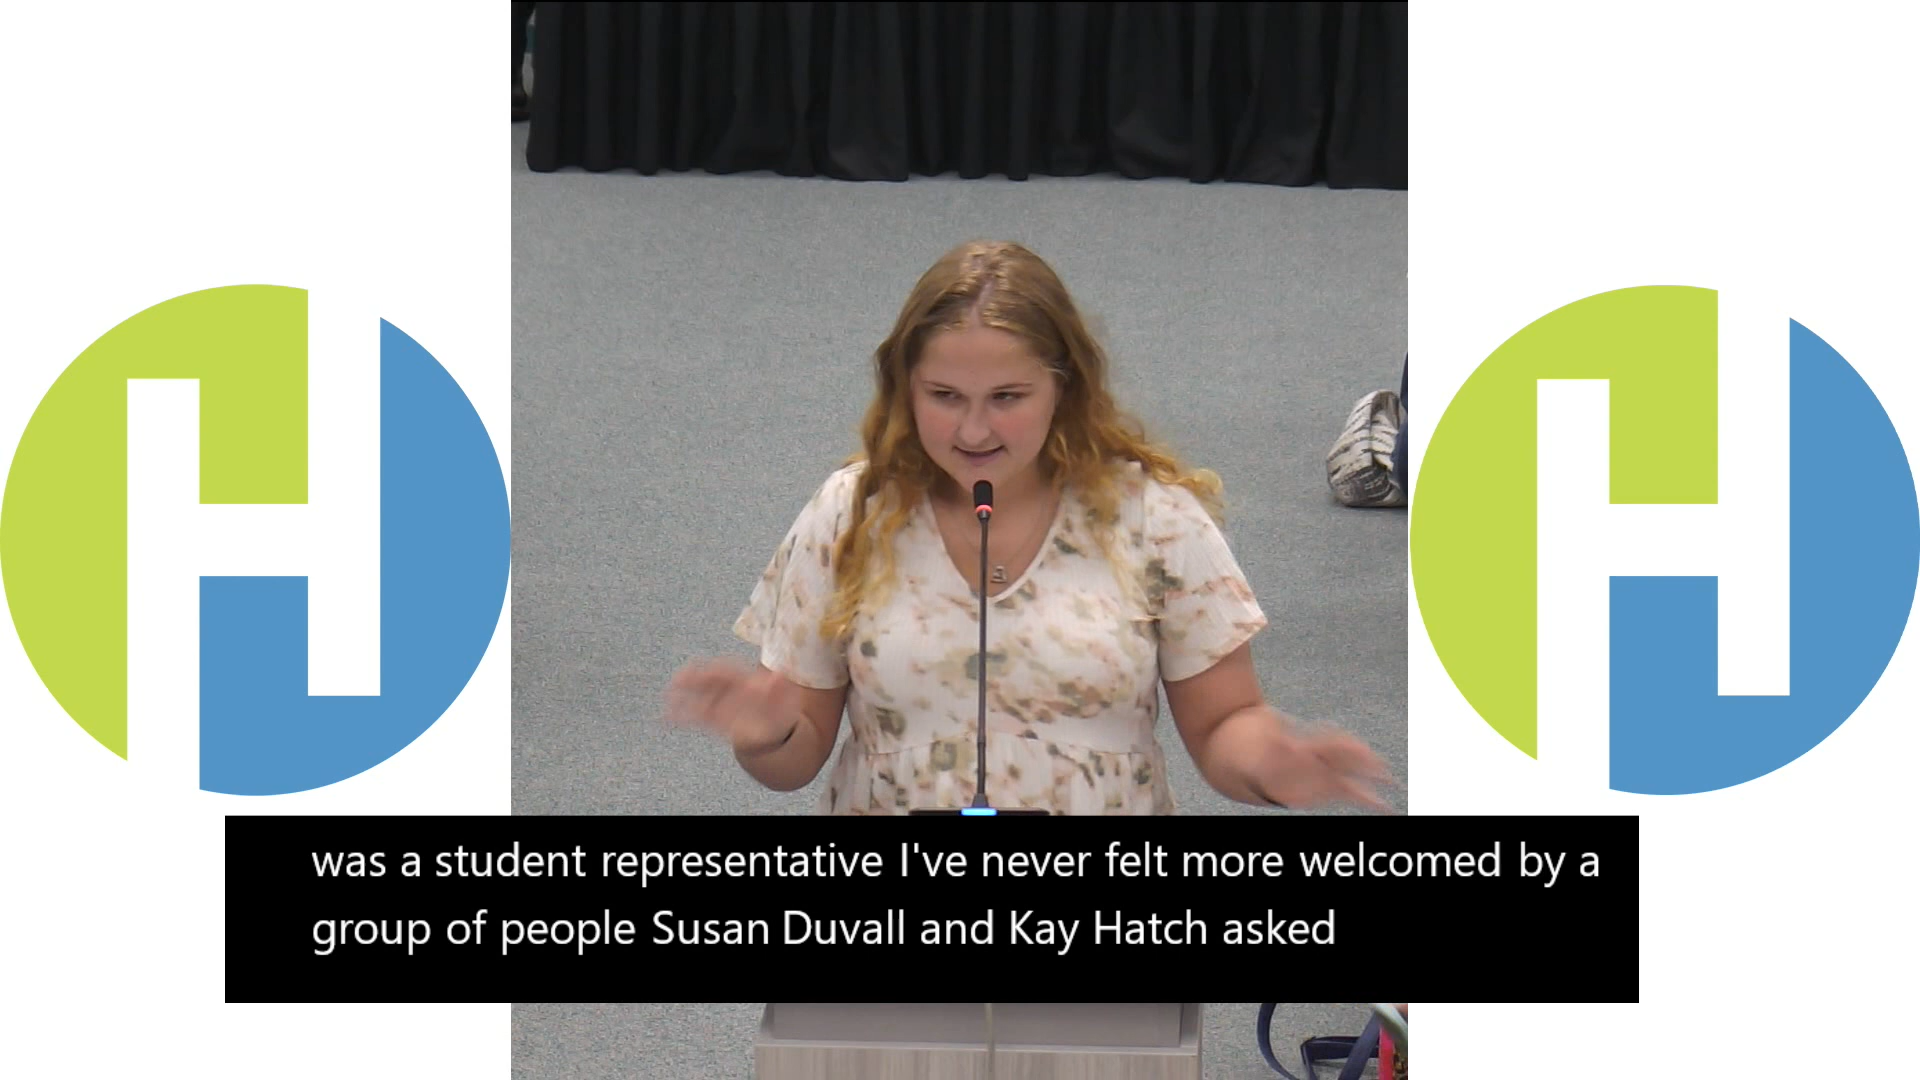 was a student representative I've never felt more welcomed by a
group of people Susan Duvall and Kay Hatch asked